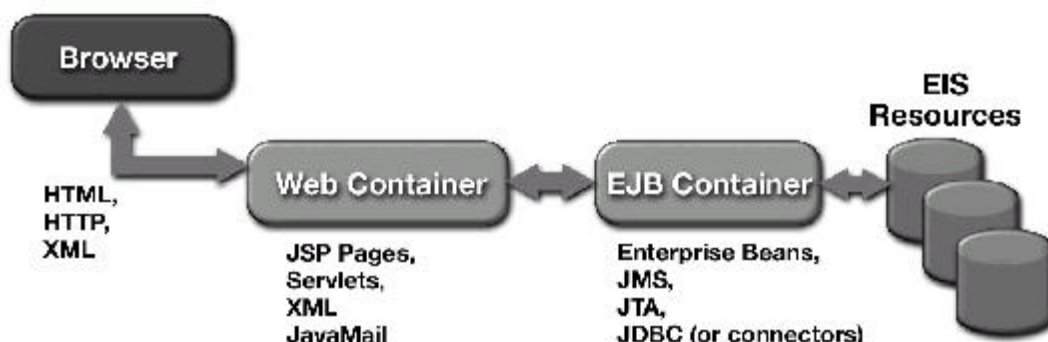 Browser
EIS
Resources
Web Container
EJB Container
HTML,
HTTP,
XML
JSP Pages,
Servlets,
XML
JavaMail
Enterprise Beans,
JMS,
JTA,
JDBC (or connectors)